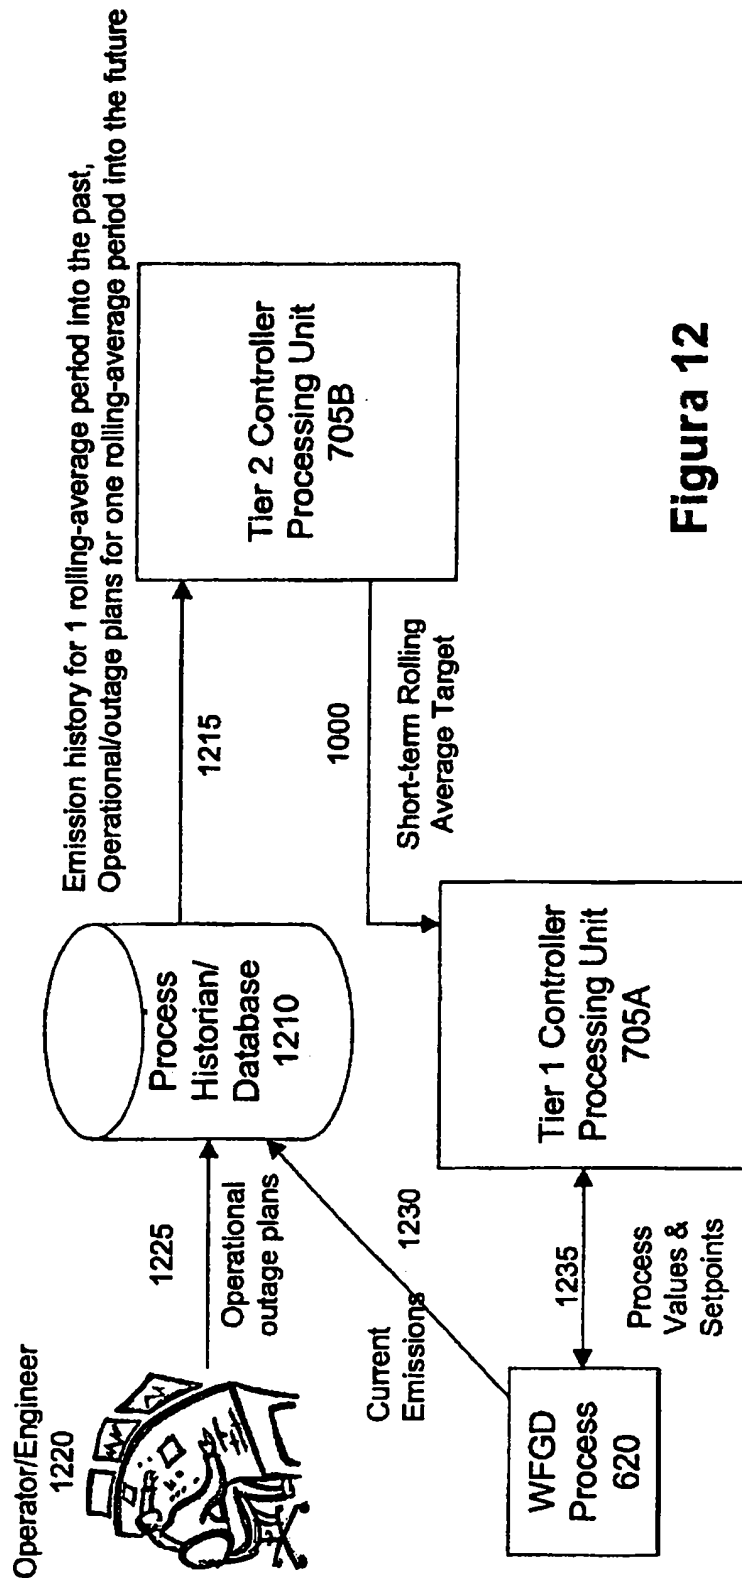 Operator/Engineer
1220
1225
Operational
outage plans
Process
Historian/
Database
1210
Emission history for 1 rolling-average period into the past,
Operational/outage plans for one rolling-average period into the future
1215
Tier 2 Controller
Processing Unit
705B
1000
Short-term Rolling
Average Target
Current
Emissions
1230
WFGD
Process
620
1235
Process
Values &
Setpoints
Tier 1 Controller
Processing Unit
705A
Figura 12